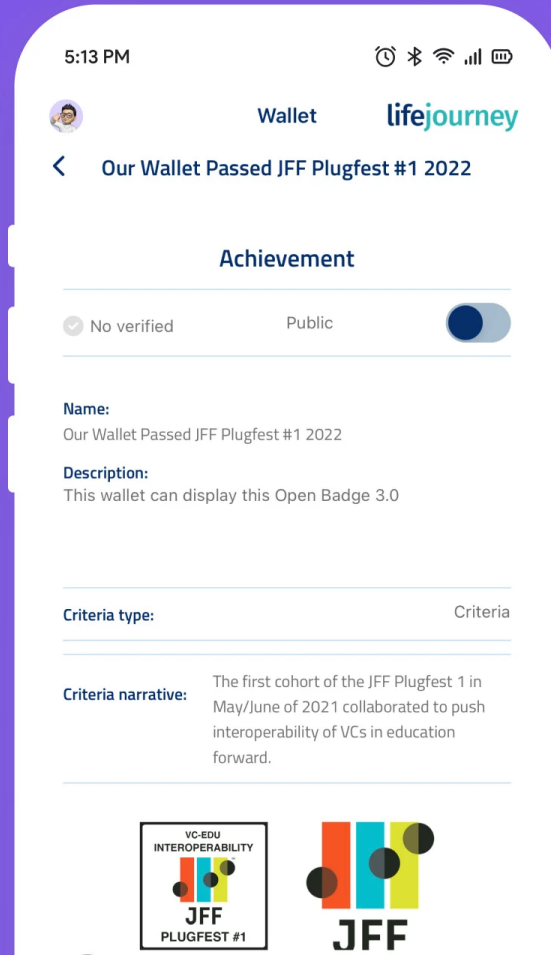 5:13 PM
Wallet
lifejourney
Our Wallet Passed JFF Plugfest #1 2022
Achievement
No verified
Public
Name:
Our Wallet Passed JFF Plugfest #1 2022
Description:
This wallet can display this Open Badge 3.0
Criteria type:
Criteria
Criteria narrative:
The first cohort of the JFF Plugfest 1 in
May/June of 2021 collaborated to push
interoperability of VCs in education
forward.
VC-EDU
INTEROPERABILITY
JFF
PLUGFEST #1
JFF